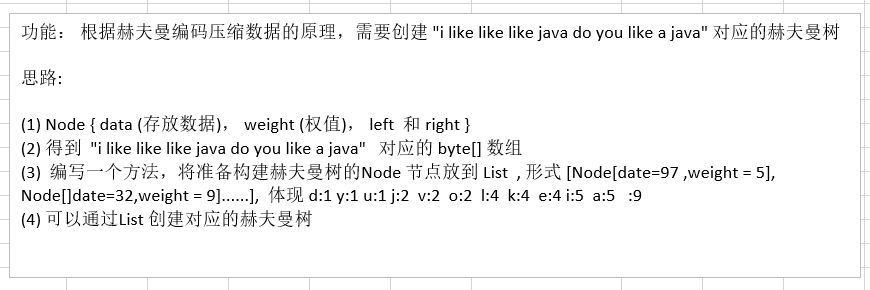 功能： 根据赫夫曼编码压缩数据的原理，需要创建 "i like like like java do you like a java" 对应的赫夫曼树
思路:
(1) Node { data (存放数据)， weight (权值)， left 和 right }
(2) 得到 "i like like like java do you like a java" 对应的 byte[] 数组
(3) 编写一个方法，将准备构建赫夫曼树的Node 节点放到 List , 形式 [Node[date=97 ,weight = 5],
Node[]date=32,weight = 9]......], 体现 d:1 y:1 u:1 j:2 v:2 o:2 l:4 k:4 e:4 i:5 a:5 :9
(4) 可以通过List 创建对应的赫夫曼树